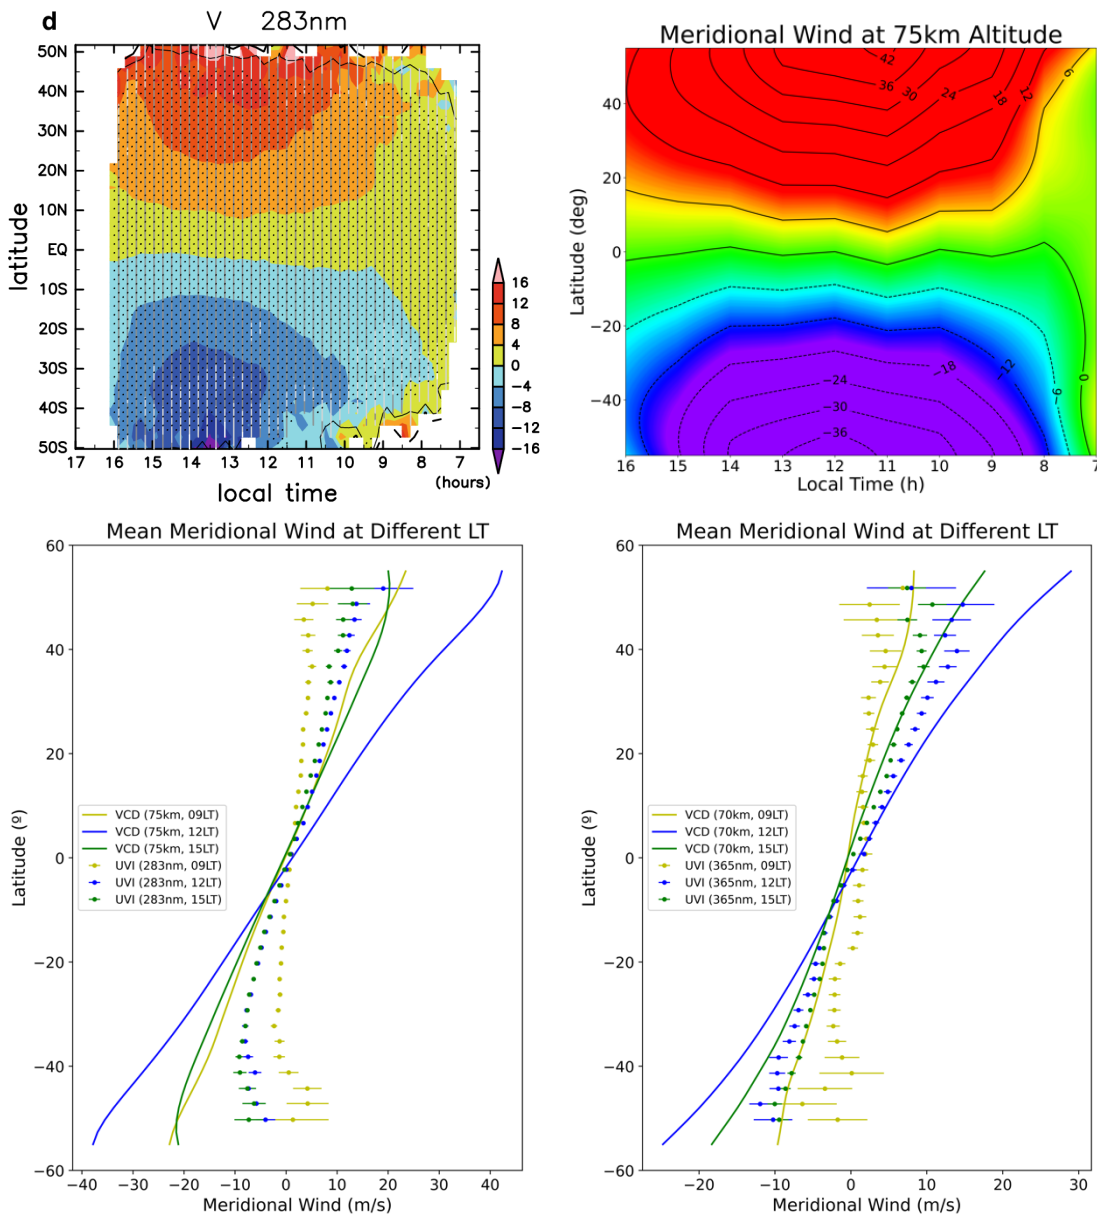 d
V 283nm
50N
40N
30N
20N
10N
EQ
10S
20S
30S
40S
50S
latitude
17 16 15 14 13 12 11 10 9 8 7
(hours)
local time
16
12
8
4
0
−4
−8
−12
−16
Meridional Wind at 75km Altitude
Latitude (deg)
40
20
0
−20
−40
42
36
30
24
18
12
6
0
−6
−12
−18
−24
−30
−36
16 15 14 13 12 11 10 9 8 7
Local Time (h)
Mean Meridional Wind at Different LT
Latitude (º)
60
40
20
0
−20
−40
−60
VCD (75km, 09LT)
VCD (75km, 12LT)
VCD (75km, 15LT)
UVI (283nm, 09LT)
UVI (283nm, 12LT)
UVI (283nm, 15LT)
−40 −30 −20 −10 0 10 20 30 40
Meridional Wind (m/s)
Mean Meridional Wind at Different LT
Latitude (º)
60
40
20
0
−20
−40
−60
VCD (70km, 09LT)
VCD (70km, 12LT)
VCD (70km, 15LT)
UVI (365nm, 09LT)
UVI (365nm, 12LT)
UVI (365nm, 15LT)
−20 −10 0 10 20 30
Meridional Wind (m/s)